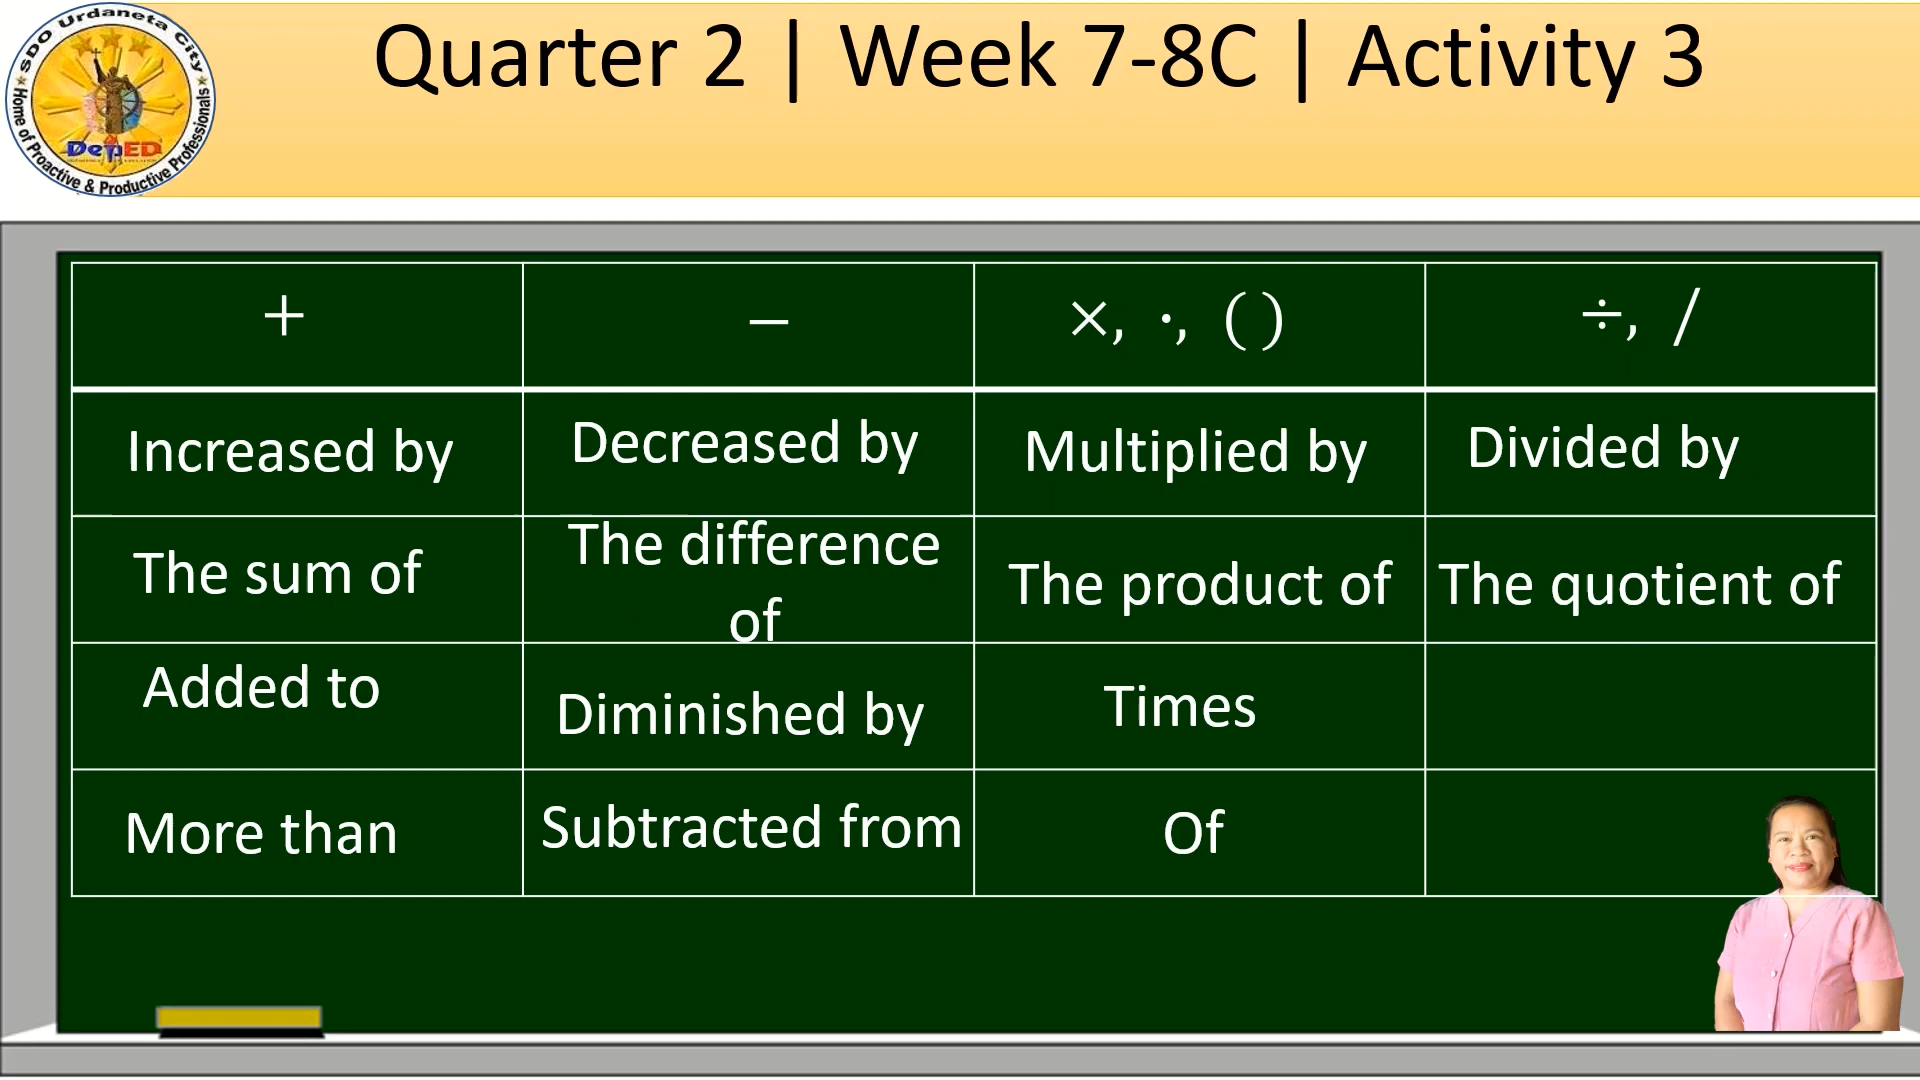 SDO Urdaneta City
Home of Proactive & Productive Professionals
DepED
Quarter 2 | Week 7-8C | Activity 3
+ − ×, ·, ( ) ÷, /
Increased by Decreased by Multiplied by Divided by
The sum of The difference of The product of The quotient of
Added to Diminished by Times
More than Subtracted from Of